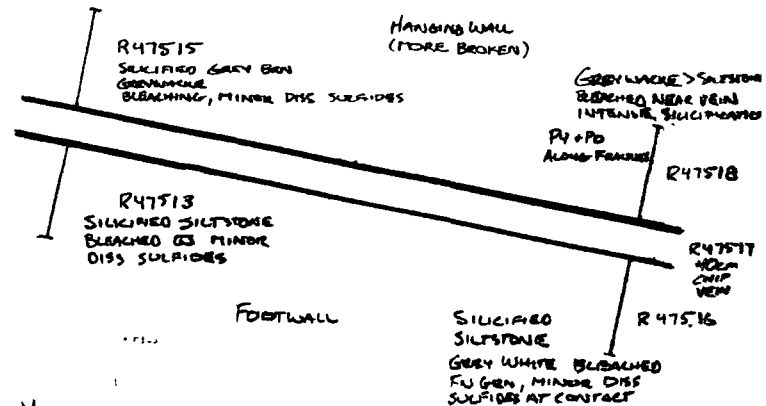 HANGING WALL
(MORE BROKEN)
R47515
SILICIFIED GREY BRN
GREYWACKE
BLEACHING, MINOR DISS SULFIDES
GREYWACKE > SILTSTONE
BLEACHED NEAR VEIN
INTENSE SILICIFICATION
PY + PO
ALONG FRACTURES
R47518
R47513
SILICIFIED SILTSTONE
BLEACHED MINOR
DISS SULFIDES
R47517
40cm
CHIP
VEIN
R47516
FOOTWALL
SILICIFIED
SILTSTONE
GREY WHITE BLEACHED
FN GRN, MINOR DISS
SULFIDES AT CONTACT